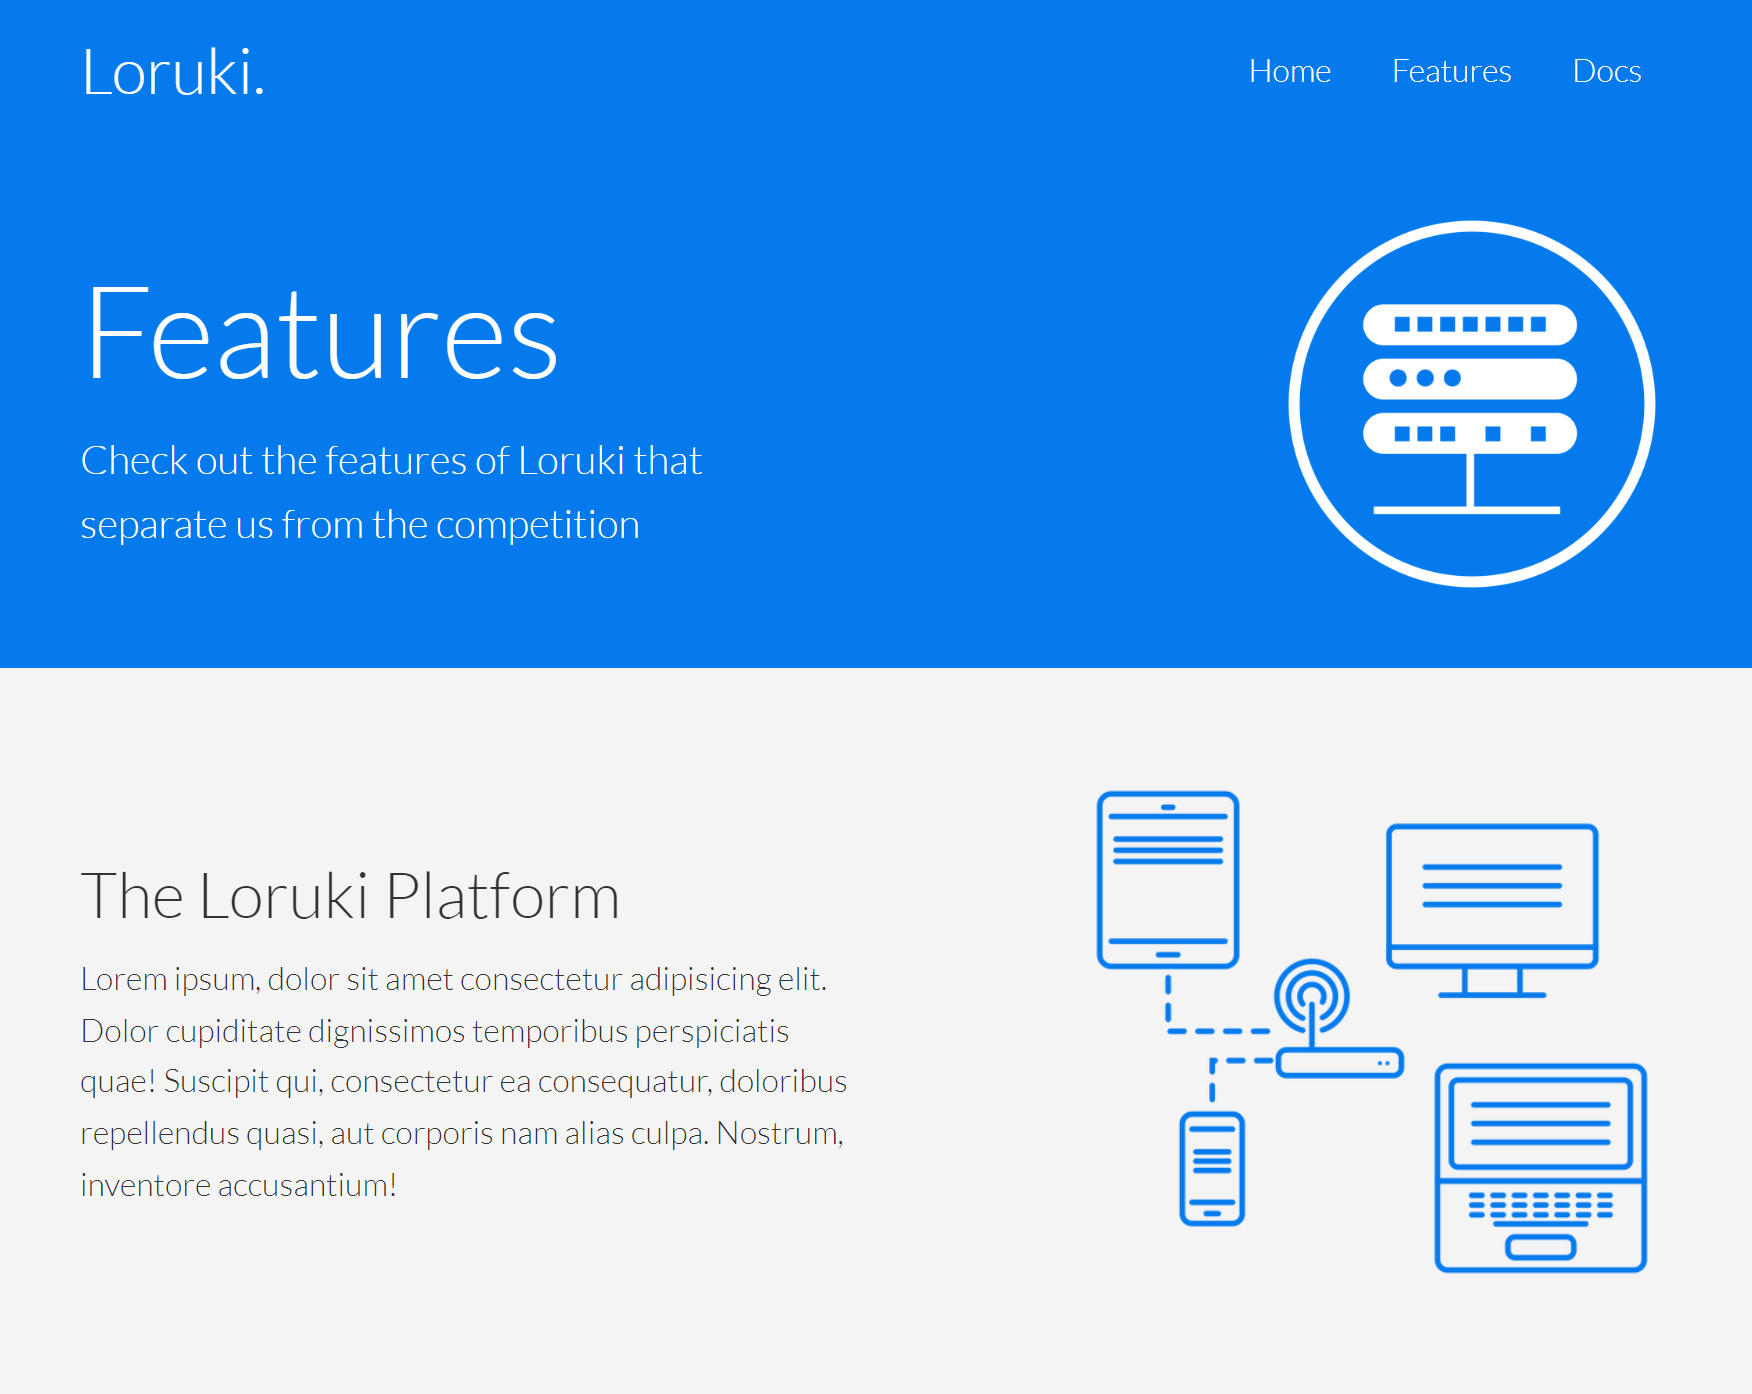 Loruki.
Home Features Docs
Features
Check out the features of Loruki that
separate us from the competition
The Loruki Platform
Lorem ipsum, dolor sit amet consectetur adipisicing elit.
Dolor cupiditate dignissimos temporibus perspiciatis
quae! Suscipit qui, consectetur ea consequatur, doloribus
repellendus quasi, aut corporis nam alias culpa. Nostrum,
inventore accusantium!